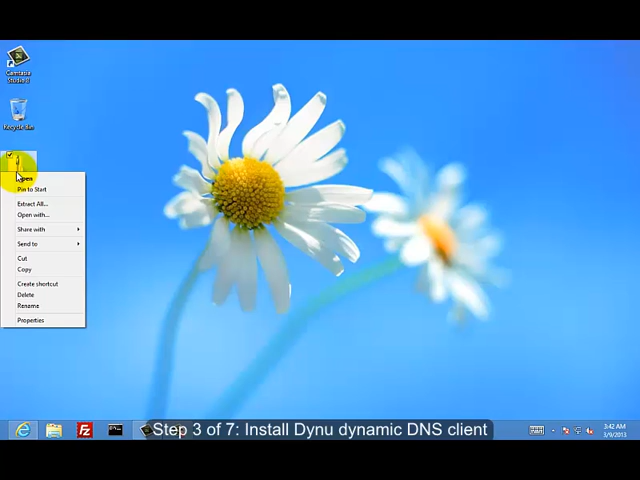 Camtasia
Studio 8
Recycle Bin
Open
Pin to Start
Extract All...
Open with...
Share with
Send to
Cut
Copy
Create shortcut
Delete
Rename
Properties
Step 3 of 7: Install Dynu dynamic DNS client
3:42 AM
3/9/2013